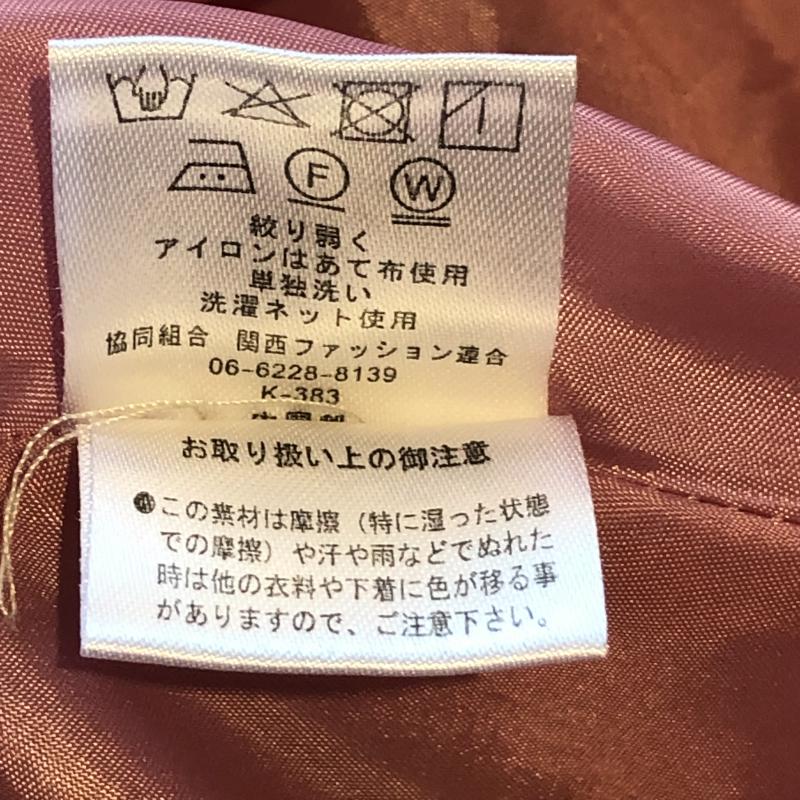 F W
絞り弱く
アイロンはあて布使用
単独洗い
洗濯ネット使用
協同組合 関西ファッション連合
06-6228-8139
K-383
お取り扱い上の御注意
●この素材は摩擦（特に湿った状態
での摩擦）や汗や雨などでぬれた
時は他の衣料や下着に色が移る事
がありますので、ご注意下さい。